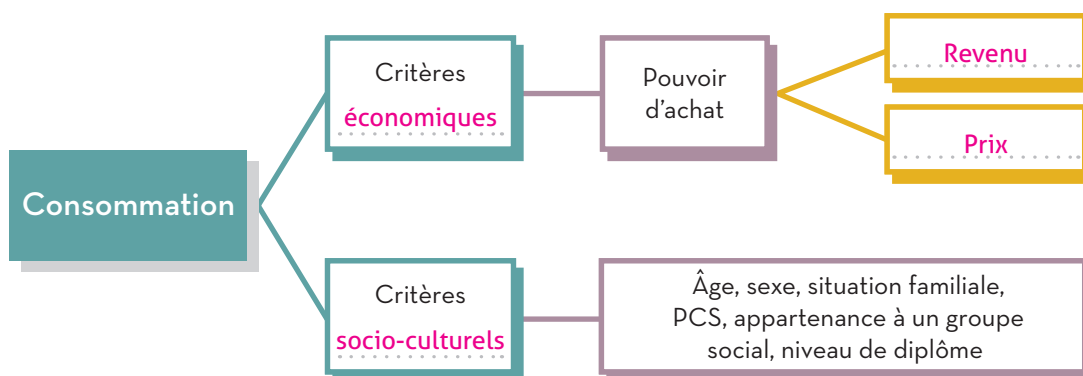 Consommation
Critères
économiques
Pouvoir
d'achat
Revenu
Prix
Critères
socio-culturels
Âge, sexe, situation familiale,
PCS, appartenance à un groupe
social, niveau de diplôme